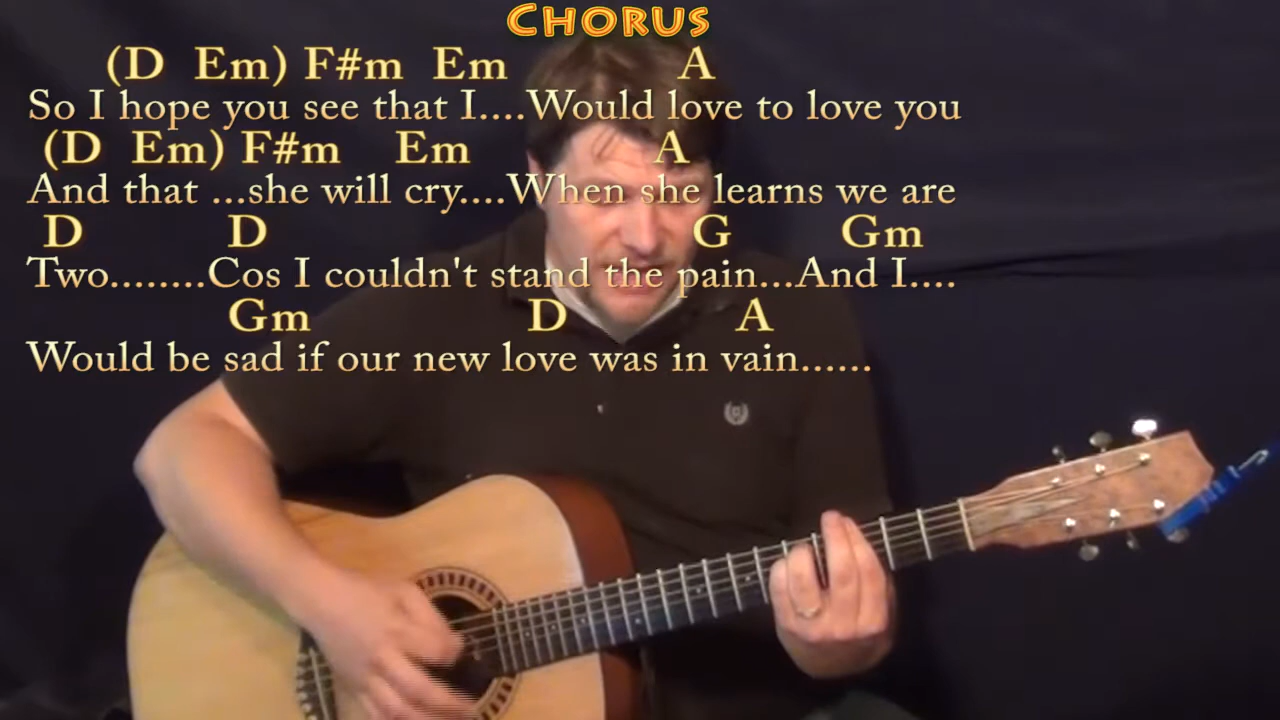 CHORUS
(D Em) F#m Em A
So I hope you see that I....Would love to love you
(D Em) F#m Em A
And that ...she will cry....When she learns we are
D D G Gm
Two........Cos I couldn't stand the pain...And I....
Gm D A
Would be sad if our new love was in vain......